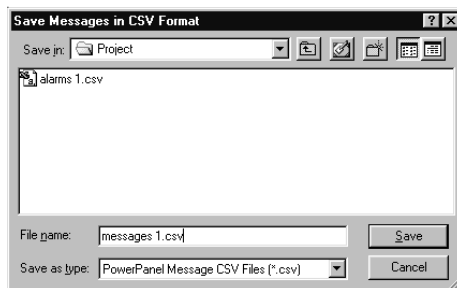 Save Messages in CSV Format
Save in: Project
alarms 1.csv
File name: messages 1.csv Save
Save as type: PowerPanel Message CSV Files (*.csv) Cancel